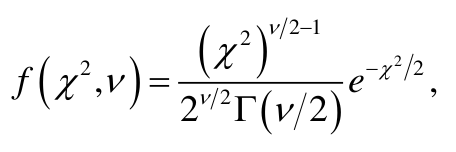 f(χ²,ν) = (χ²)^{ν/2−1} / (2^{ν/2} Γ(ν/2)) e^{−χ²/2},